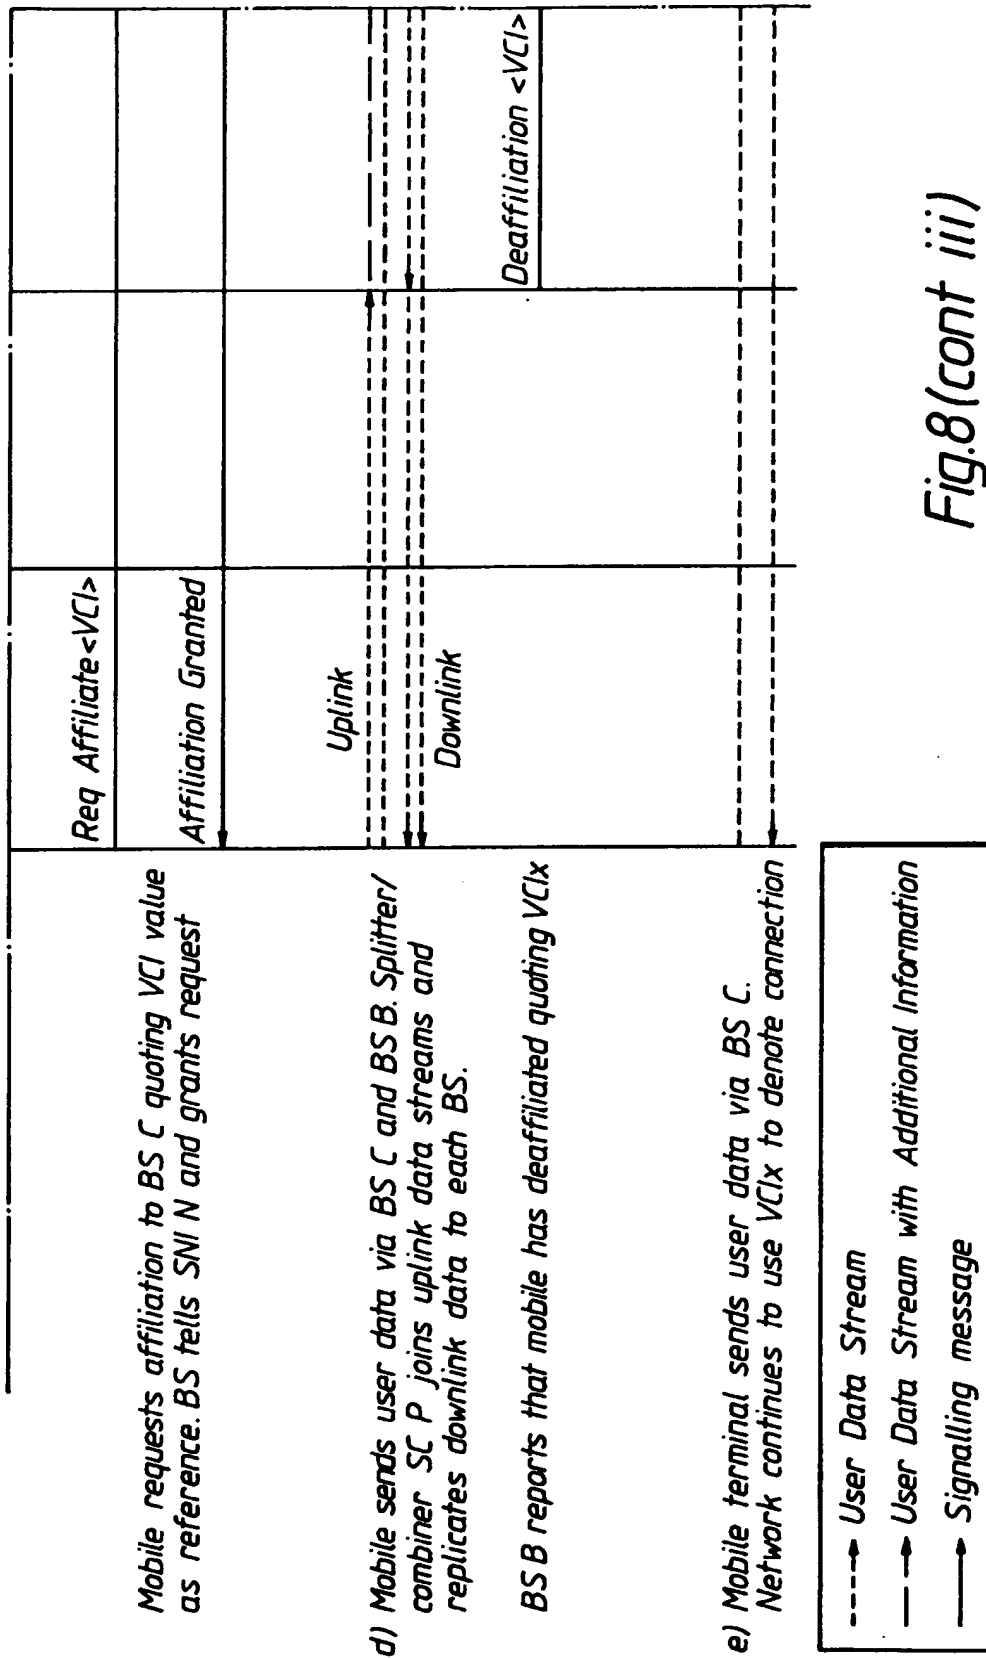 Req Affiliate<VCI>
Mobile requests affiliation to BS C quoting VCI value
as reference. BS tells SNI N and grants request
Affiliation Granted
Uplink
d) Mobile sends user data via BS C and BS B. Splitter/
combiner SC P joins uplink data streams and
replicates downlink data to each BS.
Downlink
Deaffiliation <VCI>
BS B reports that mobile has deaffiliated quoting VCIx
e) Mobile terminal sends user data via BS C.
Network continues to use VCIx to denote connection
User Data Stream
User Data Stream with Additional Information
Signalling message
Fig.8(cont iii)